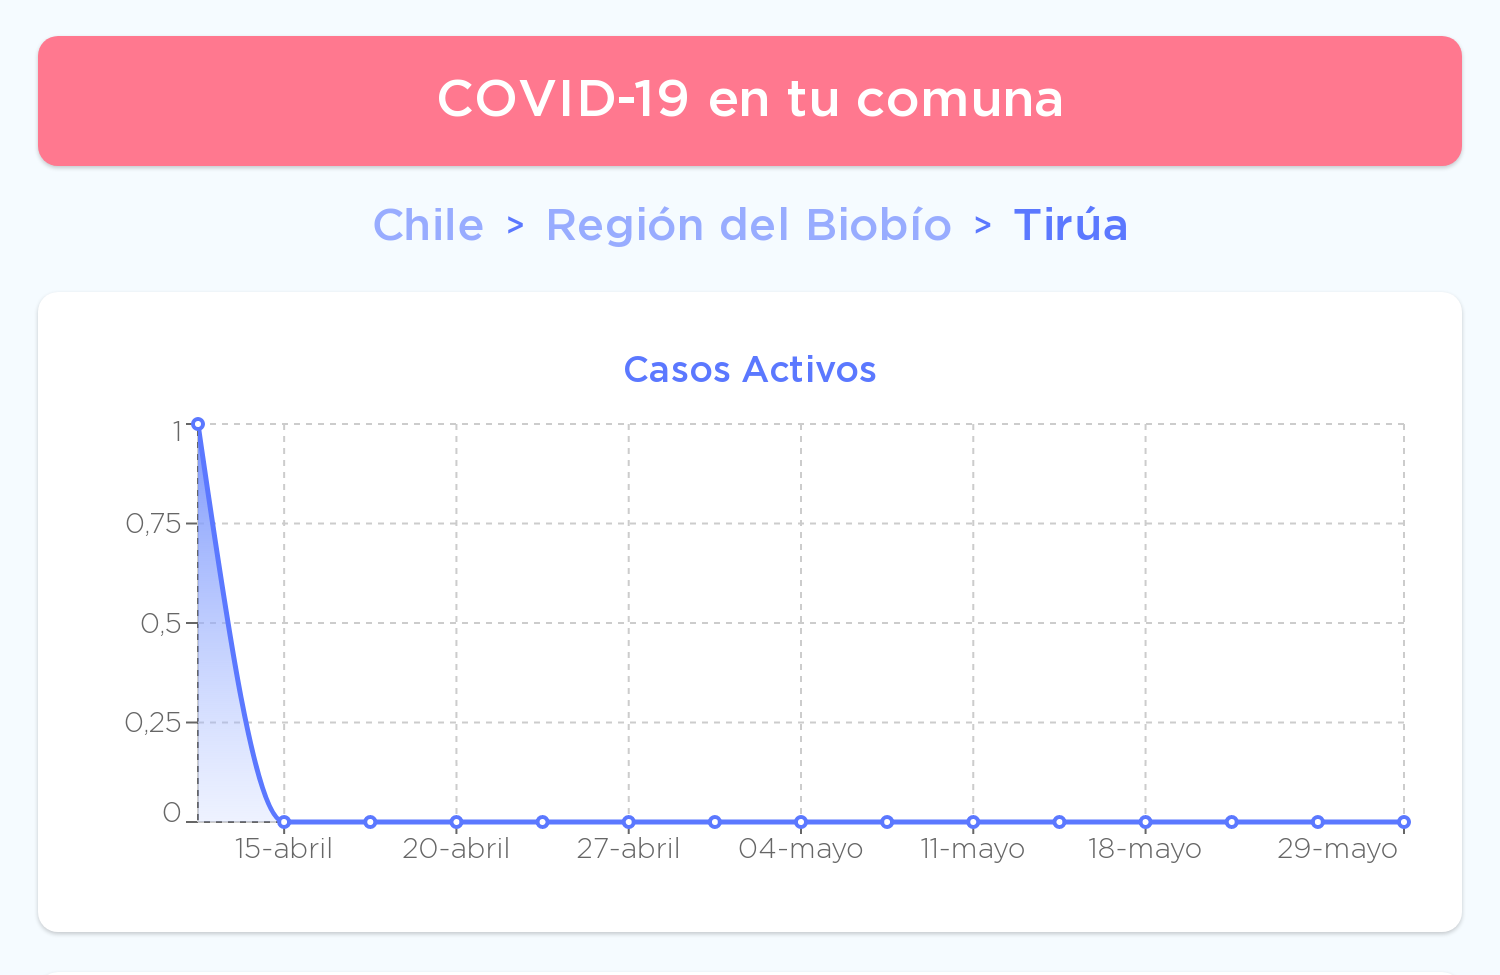 COVID-19 en tu comuna
Chile > Región del Biobío > Tirúa
Casos Activos
1
0,75
0,5
0,25
0
15-abril 20-abril 27-abril 04-mayo 11-mayo 18-mayo 29-mayo